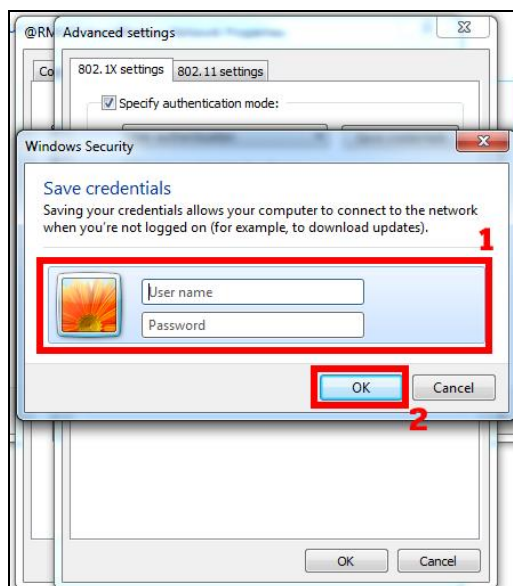 @RM
Advanced settings
Co
802.1X settings
802.11 settings
Specify authentication mode:
Windows Security
Save credentials
Saving your credentials allows your computer to connect to the network
when you're not logged on (for example, to download updates).
1
User name
Password
OK
Cancel
2
OK
Cancel